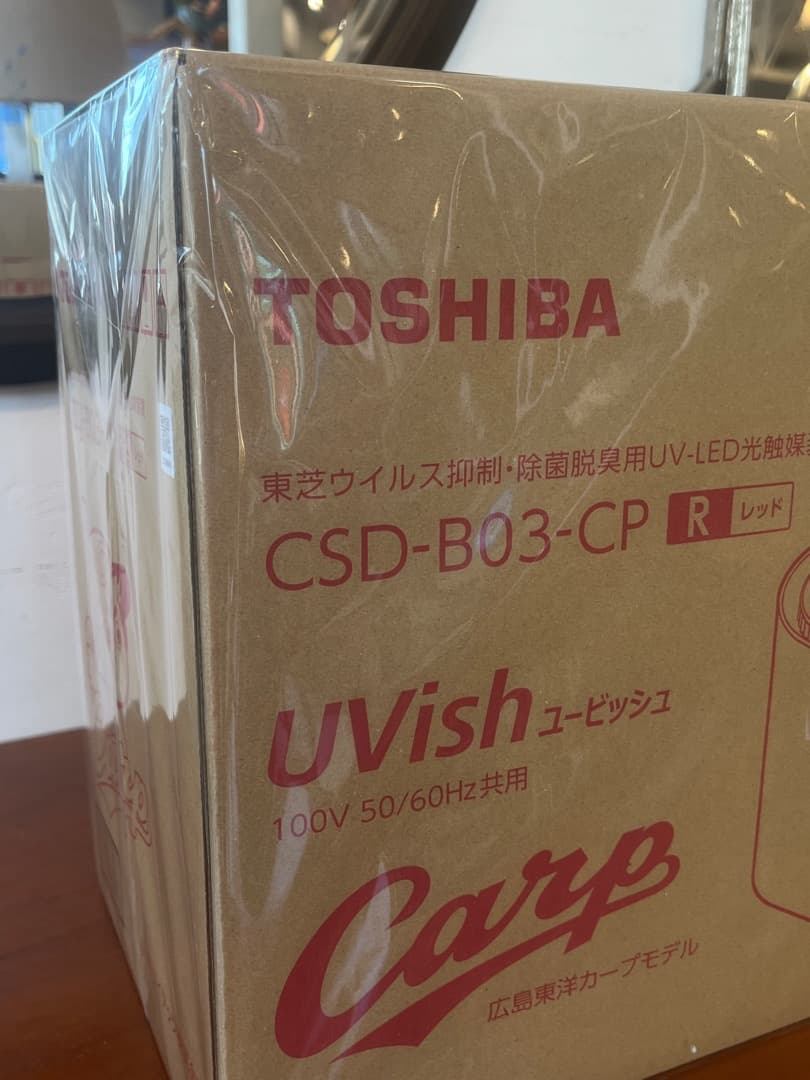 TOSHIBA
東芝ウイルス抑制・除菌脱臭用UV-LED光触媒
CSD-B03-CP R レッド
UVish ユービッシュ
100V 50/60Hz共用
Carp
広島東洋カープモデル